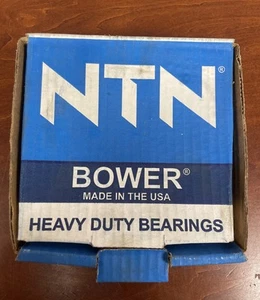 NTN®
BOWER®
MADE IN THE USA
HEAVY DUTY BEARINGS